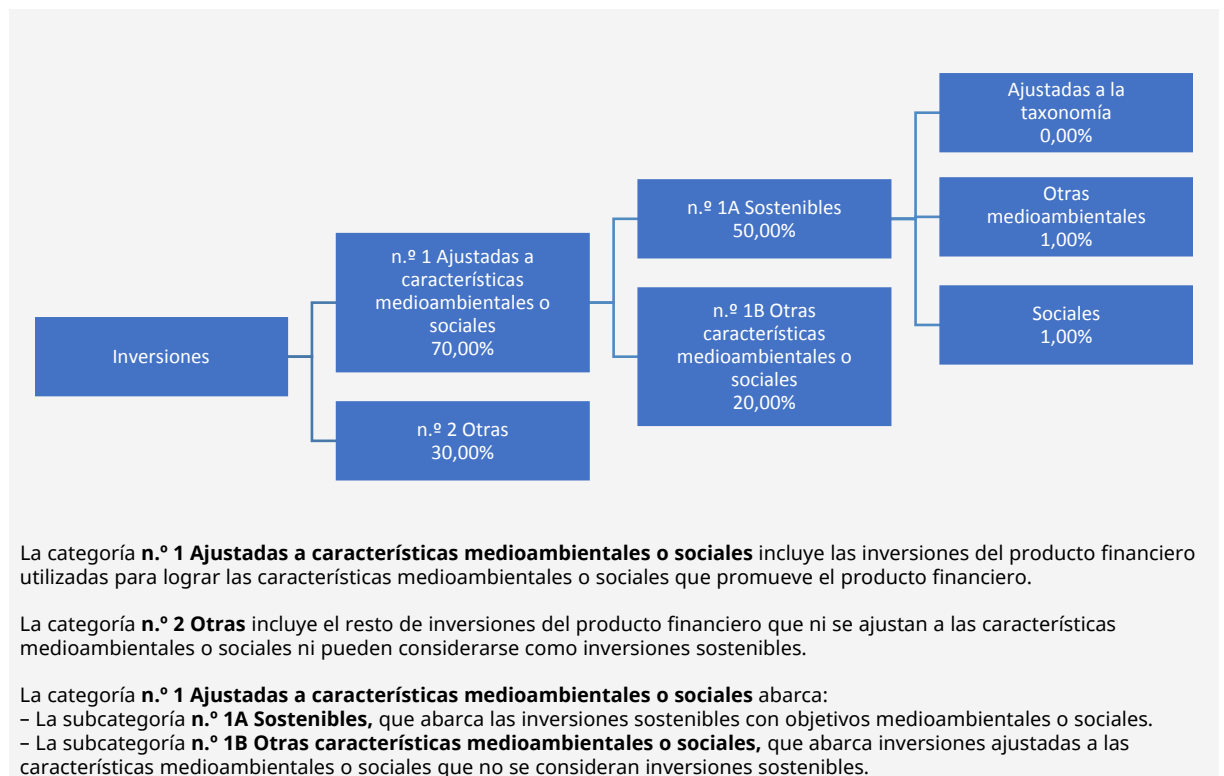 Inversiones
n.º 1 Ajustadas a
características
medioambientales o
sociales
70,00%
n.º 2 Otras
30,00%
n.º 1A Sostenibles
50,00%
n.º 1B Otras
características
medioambientales o
sociales
20,00%
Ajustadas a la
taxonomía
0,00%
Otras
medioambientales
1,00%
Sociales
1,00%
La categoría n.º 1 Ajustadas a características medioambientales o sociales incluye las inversiones del producto financiero
utilizadas para lograr las características medioambientales o sociales que promueve el producto financiero.
La categoría n.º 2 Otras incluye el resto de inversiones del producto financiero que ni se ajustan a las características
medioambientales o sociales ni pueden considerarse como inversiones sostenibles.
La categoría n.º 1 Ajustadas a características medioambientales o sociales abarca:
– La subcategoría n.º 1A Sostenibles, que abarca las inversiones sostenibles con objetivos medioambientales o sociales.
– La subcategoría n.º 1B Otras características medioambientales o sociales, que abarca inversiones ajustadas a las
características medioambientales o sociales que no se consideran inversiones sostenibles.